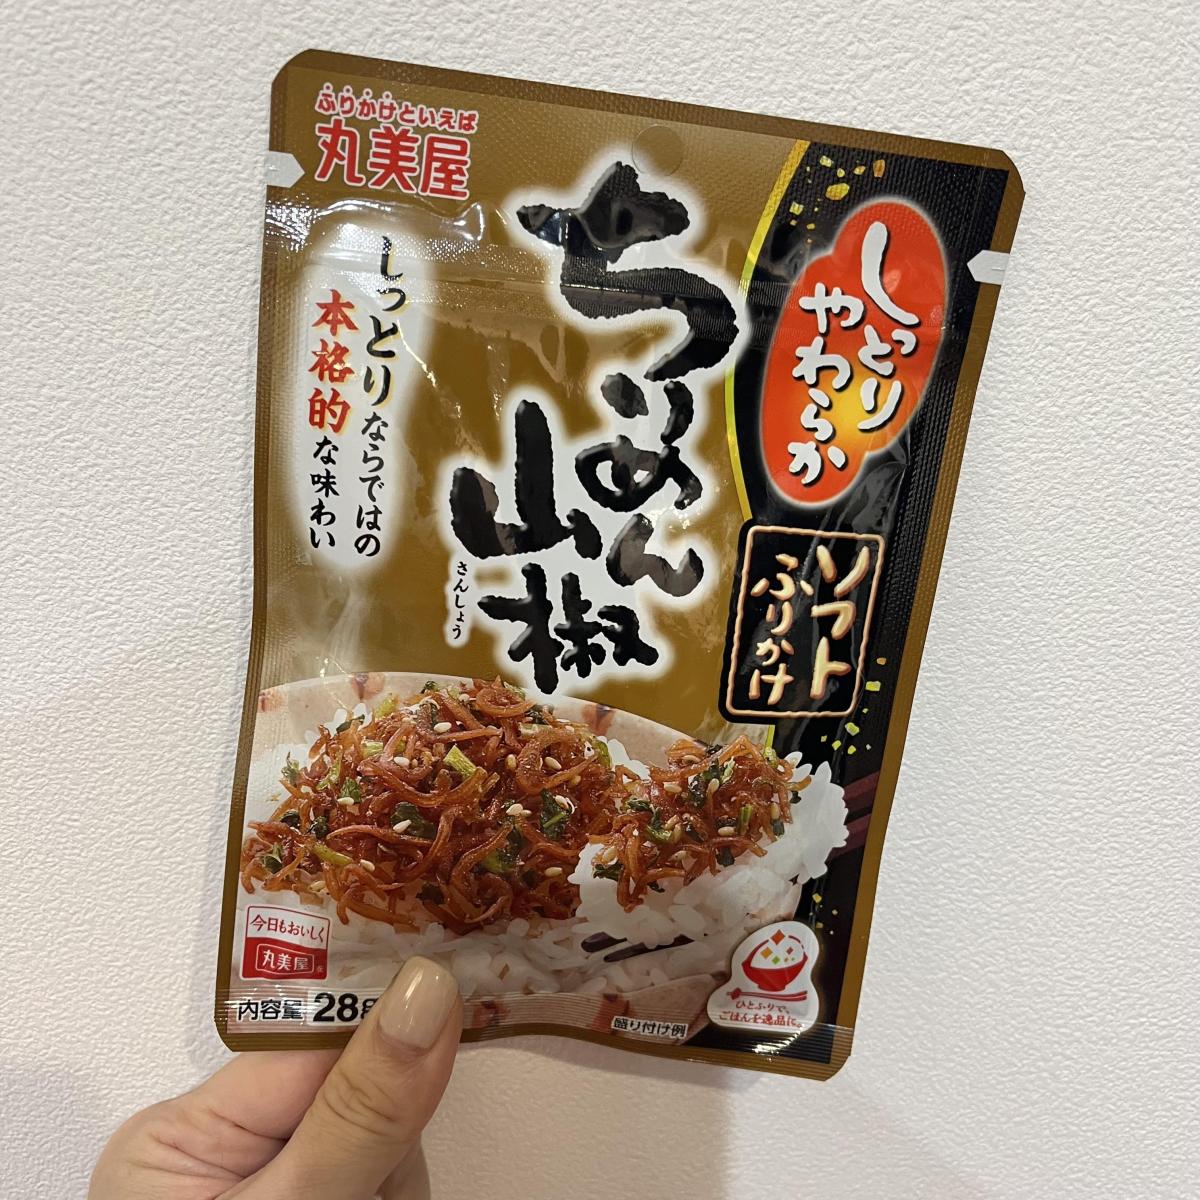 ふりかけといえば
丸美屋
しっとり
やわらか
ソフト
ふりかけ
ちりめん
山椒
さんしょう
しっとりならではの
本格的な味わい
今日もおいしく
丸美屋
内容量 28g
盛り付け例
ひとふりで、
ごはんを逸品に。